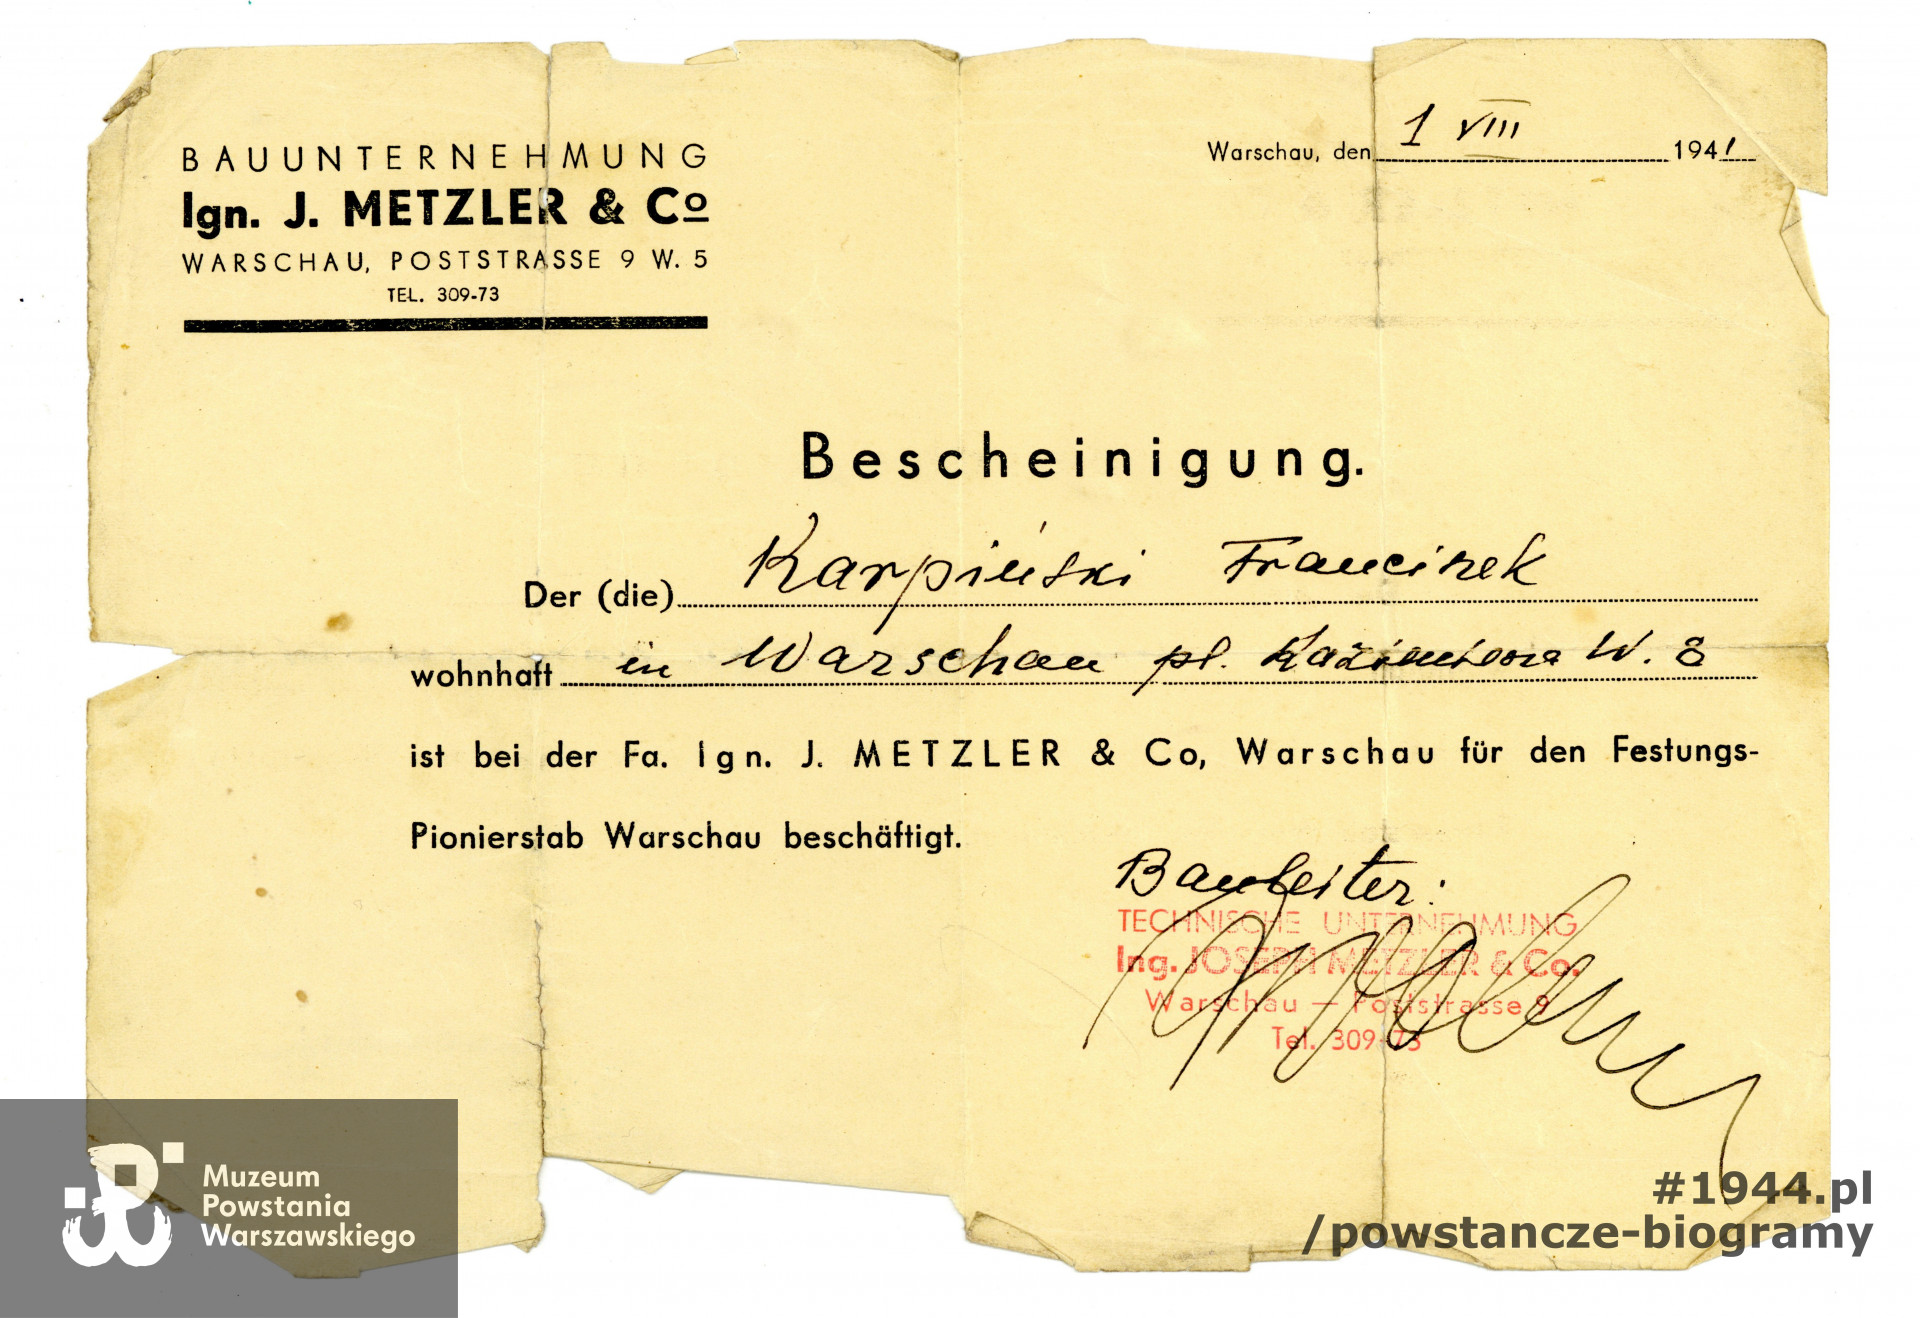 BAUUNTERNEHMUNG
Ign. J. METZLER & Co
WARSCHAU, POSTSTRASSE 9 W. 5
TEL. 309-73
Warschau, den 1 VIII 1941
Bescheinigung.
Der (die) Karpiński Franciszek
wohnhaft in Warschau pl. Kazimierza W. 8
ist bei der Fa. Ign. J. METZLER & Co, Warschau für den Festungs-
Pionierstab Warschau beschäftigt.
Bauleiter:
TECHNISCHE UNTERNEHMUNG
Ing. JOSEPH METZLER & Co.
Warschau — Poststrasse 9
Tel. 309-73
Muzeum
Powstania
Warszawskiego
#1944.pl
/powstancze-biogramy